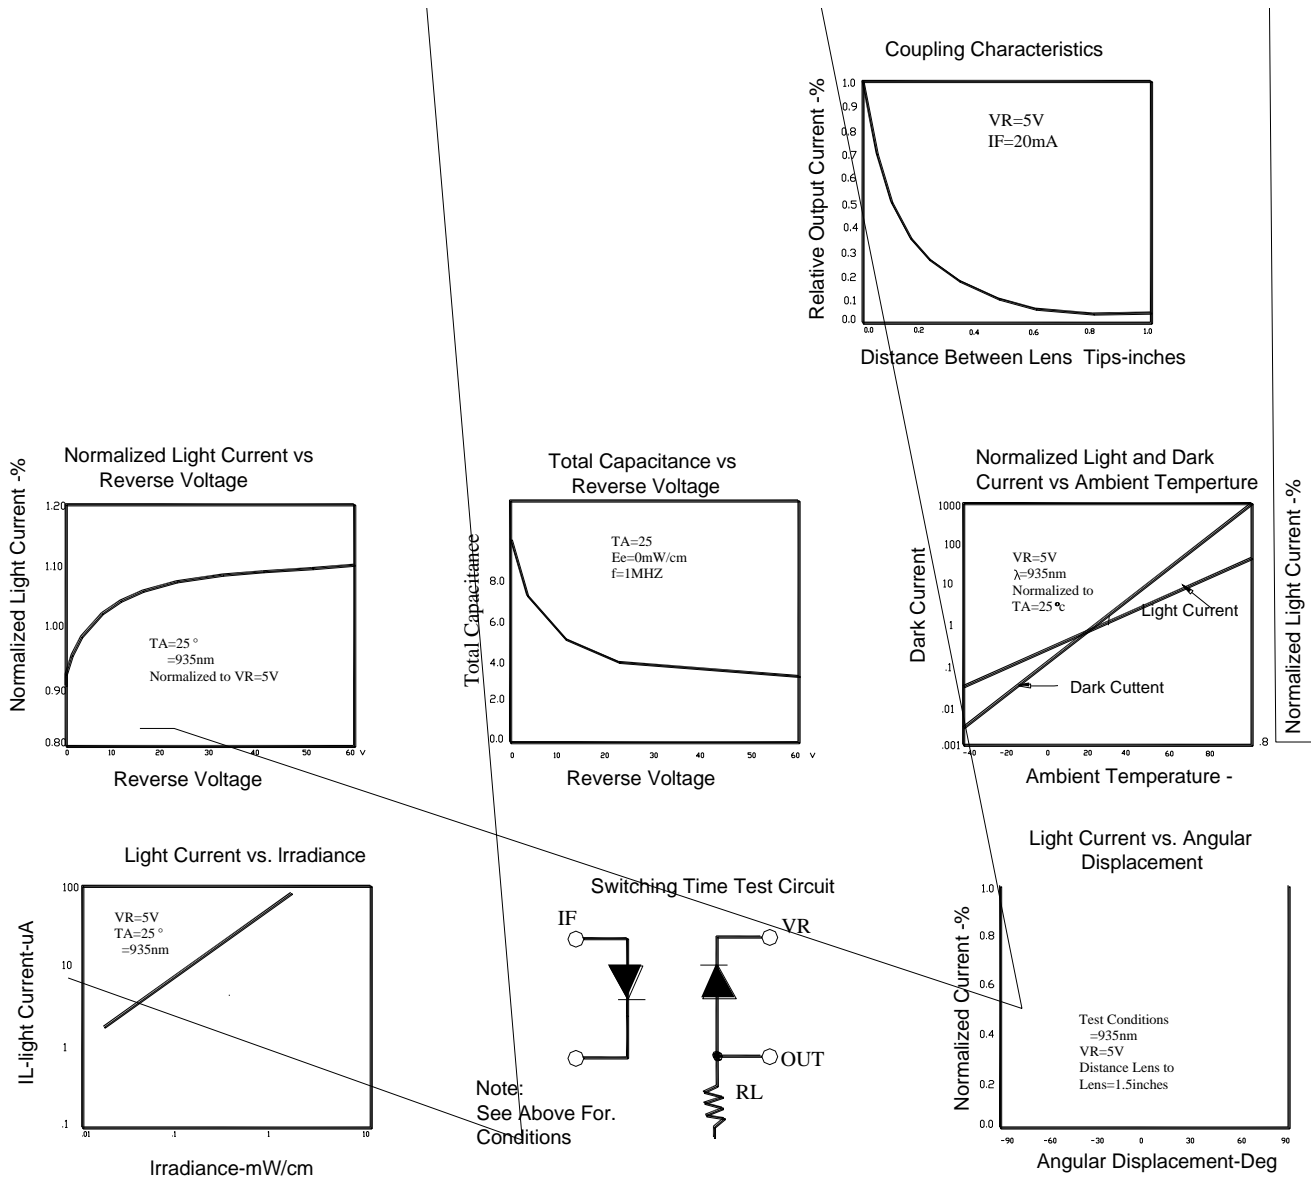 Coupling Characteristics
Relative Output Current -%
1.0
0.9
0.8
0.7
0.6
0.5
0.4
0.3
0.2
0.1
0.0
VR=5V
IF=20mA
0.0 0.2 0.4 0.6 0.8 1.0
Distance Between Lens Tips-inches
Normalized Light Current vs
Reverse Voltage
Normalized Light Current -%
1.20
1.10
1.00
0.90
0.80
TA=25 °
=935nm
Normalized to VR=5V
0 10 20 30 40 50 60 V
Reverse Voltage
Total Capacitance vs
Reverse Voltage
Total Capacitance
8.0
6.0
4.0
2.0
0.0
TA=25
Ee=0mW/cm
f=1MHZ
0 10 20 30 40 50 60 V
Reverse Voltage
Normalized Light and Dark
Current vs Ambient Temperture
Dark Current
1000
100
10
1
.1
.01
.001
VR=5V
λ=935nm
Normalized to
TA=25°c
Light Current
Dark Cuttent
-40 -20 0 20 40 60 80
Ambient Temperature -
Normalized Light Current -%
.8
Light Current vs. Irradiance
IL-light Current-uA
100
10
1
.1
VR=5V
TA=25 °
=935nm
.01 .1 1 10
Irradiance-mW/cm
Switching Time Test Circuit
IF
VR
OUT
RL
Note:
See Above For.
Conditions
Light Current vs. Angular
Displacement
Normalized Current -%
1.0
0.8
0.6
0.4
0.2
0.0
Test Conditions
=935nm
VR=5V
Distance Lens to
Lens=1.5inches
-90 -60 -30 0 30 60 90
Angular Displacement-Deg